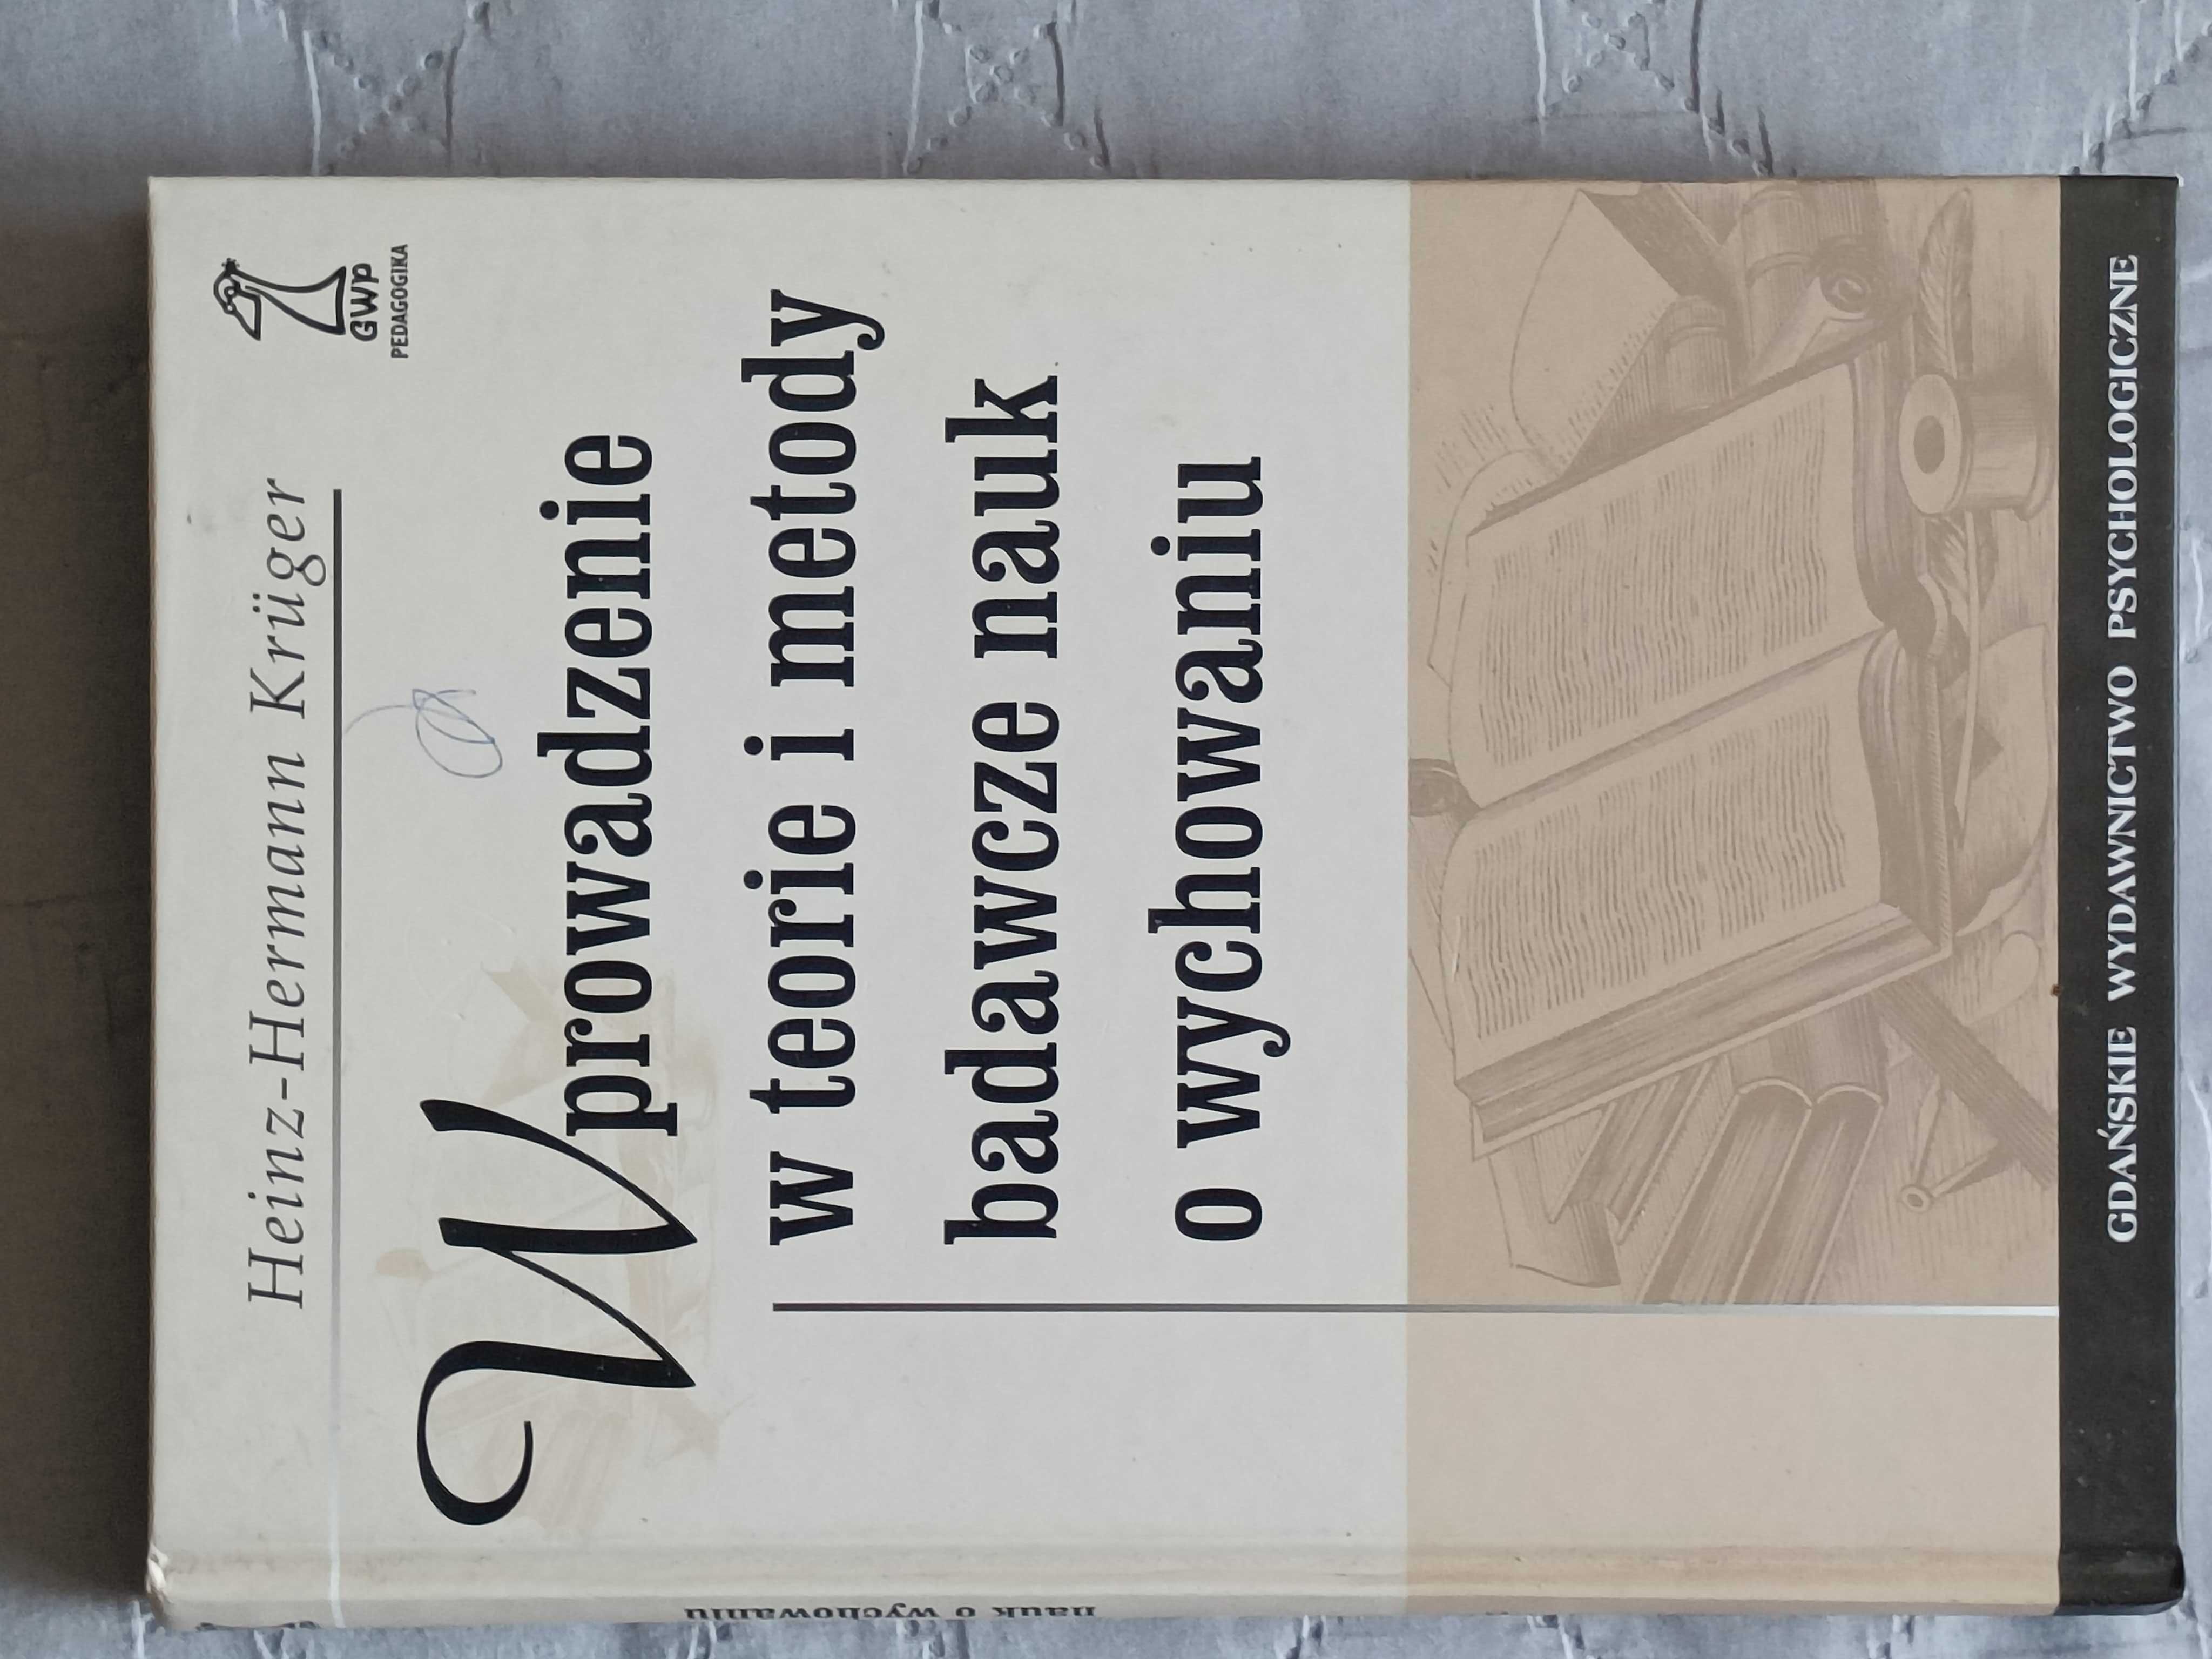 Heinz-Hermann Krüger
GWP
PEDAGOGIKA
Wprowadzenie
w teorie i metody
badawcze nauk
o wychowaniu
GDAŃSKIE WYDAWNICTWO PSYCHOLOGICZNE
nauk o wychowaniu